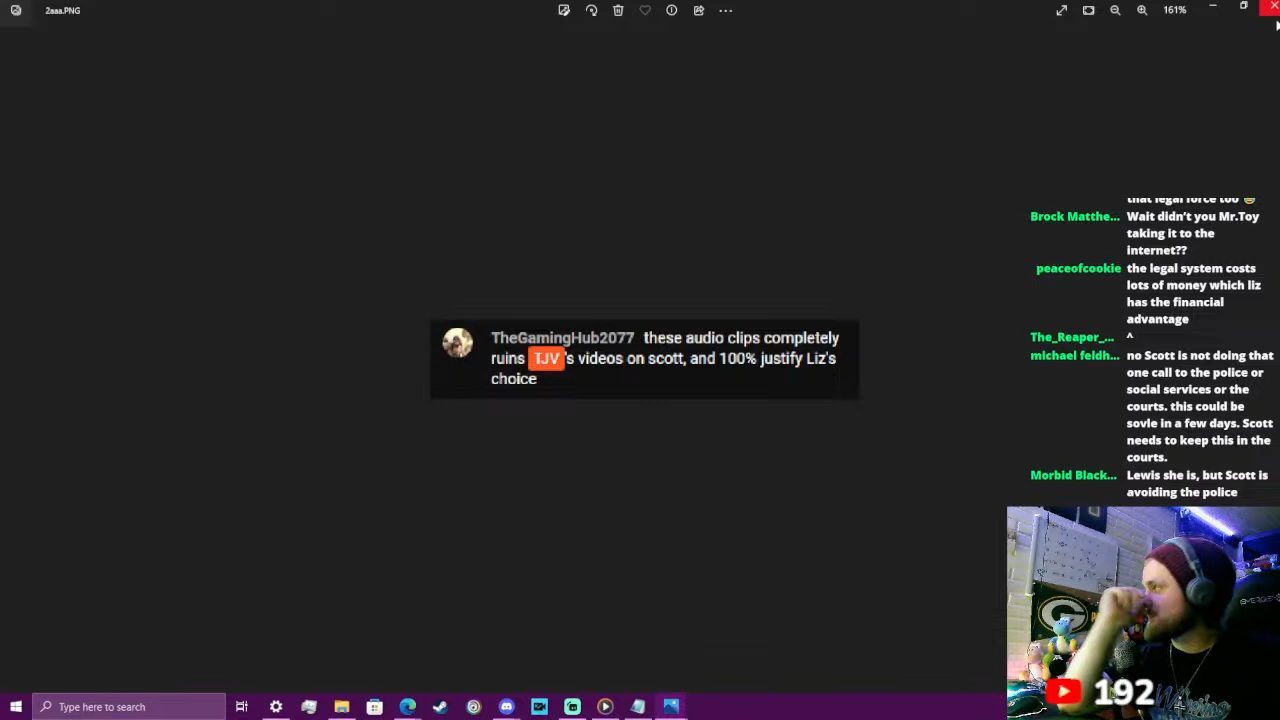 2aaa.PNG
161%
that legal force too
Brock Matthe... Wait didn't you Mr.Toy
taking it to the
internet??
peaceofcookie the legal system costs
lots of money which liz
has the financial
advantage
The_Reaper_... ^
michael feldh... no Scott is not doing that
one call to the police or
social services or the
courts. this could be
sovle in a few days. Scott
needs to keep this in the
courts.
Morbid Black... Lewis she is, but Scott is
avoiding the police
TheGamingHub2077 these audio clips completely
ruins TJV's videos on scott, and 100% justify Liz's
choice
192
Type here to search